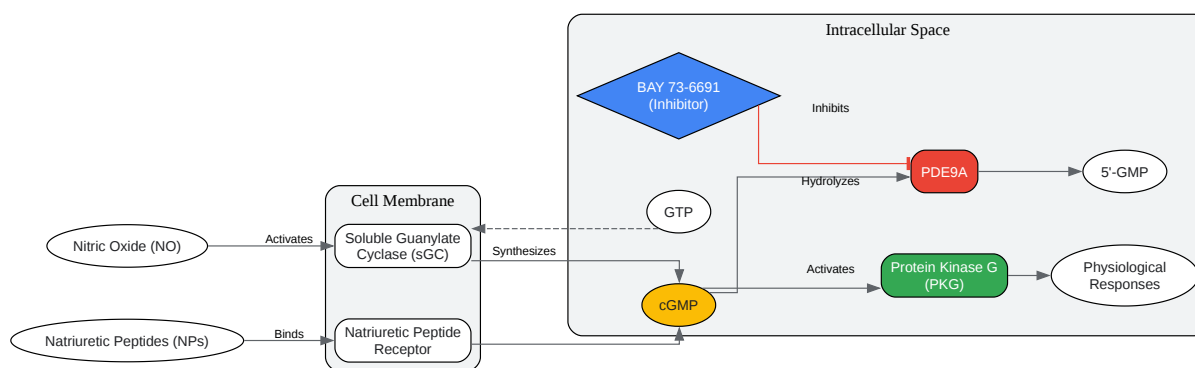 Intracellular Space
BAY 73-6691
(Inhibitor)
Inhibits
PDE9A
5'-GMP
Hydrolyzes
Cell Membrane
GTP
Nitric Oxide (NO)
Activates
Soluble Guanylate
Cyclase (sGC)
Synthesizes
Activates
Protein Kinase G
(PKG)
Physiological
Responses
cGMP
Natriuretic Peptides (NPs)
Binds
Natriuretic Peptide
Receptor